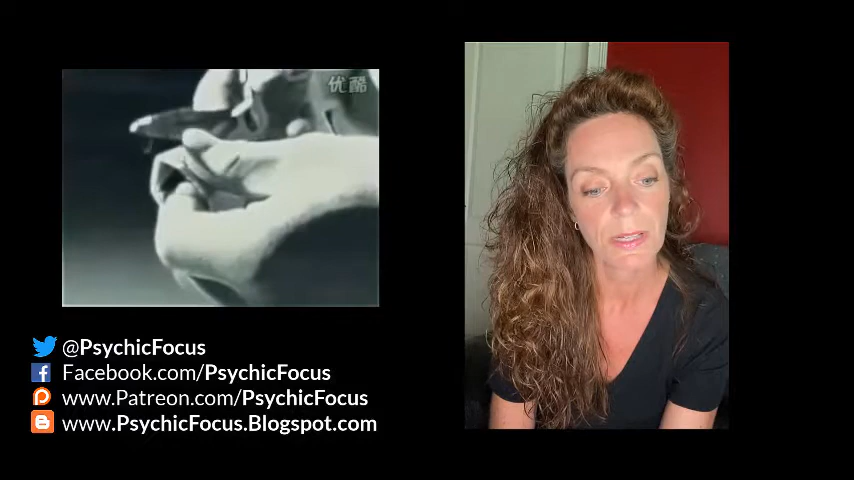 优酷
@PsychicFocus
Facebook.com/PsychicFocus
www.Patreon.com/PsychicFocus
www.PsychicFocus.Blogspot.com